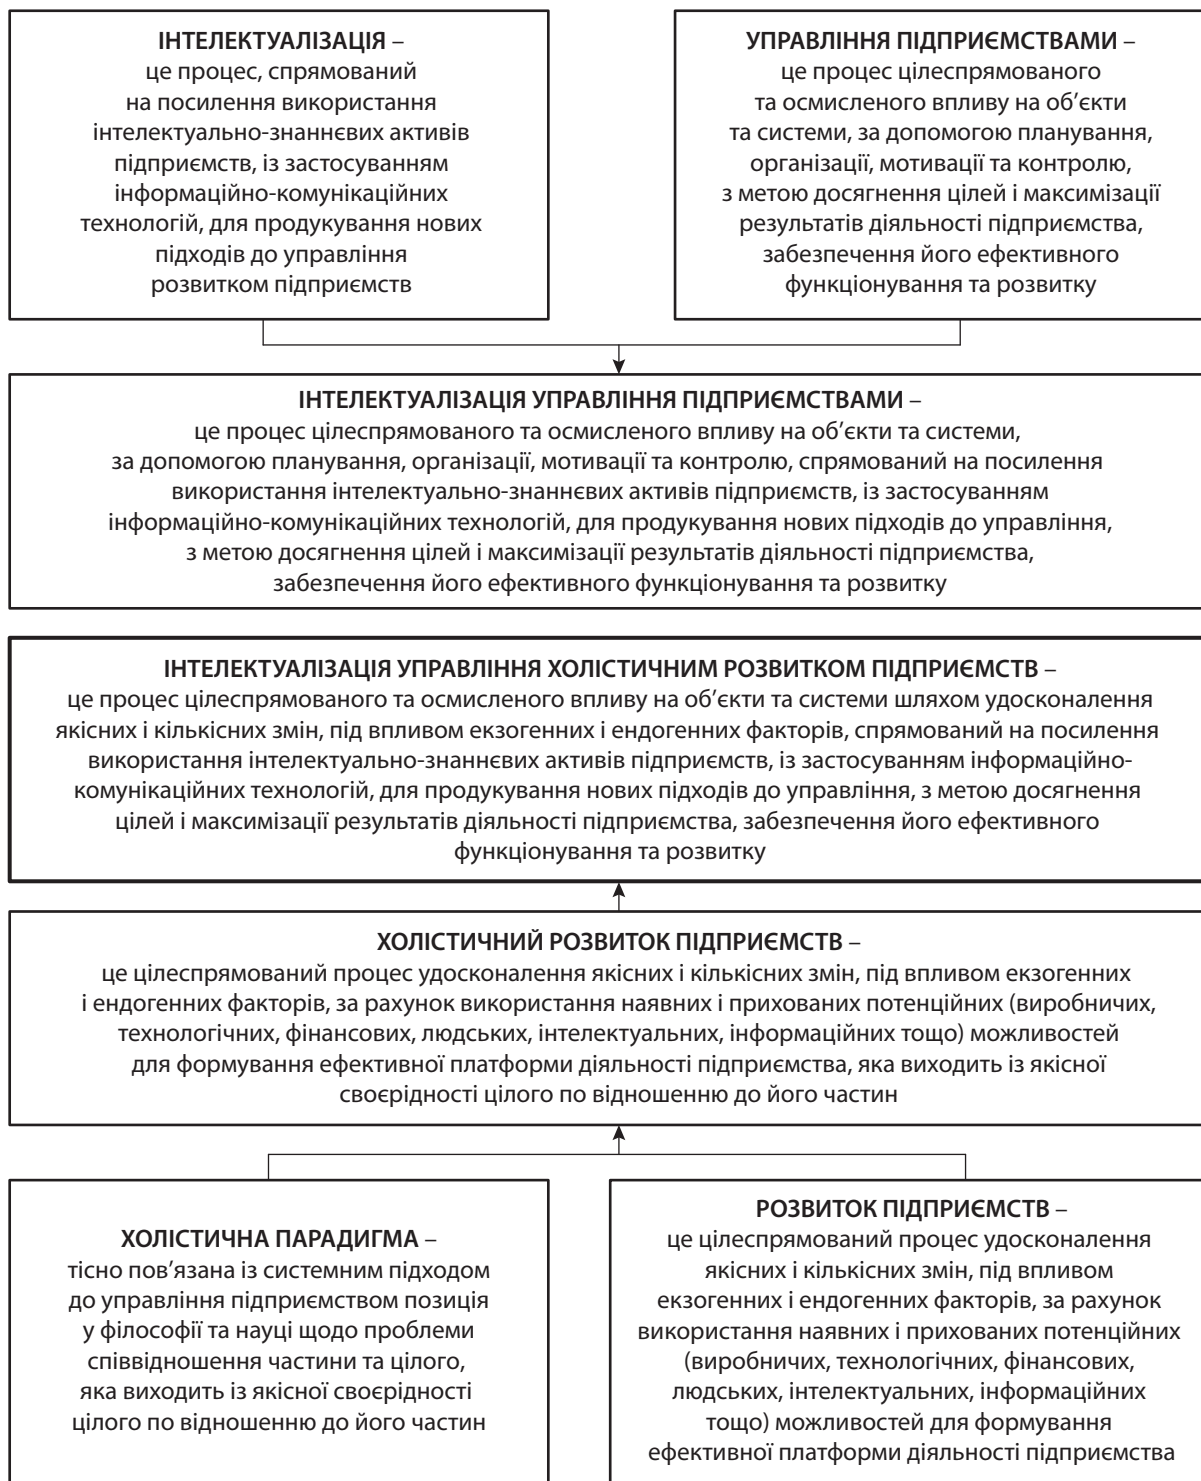 ІНТЕЛЕКТУАЛІЗАЦІЯ –
це процес, спрямований
на посилення використання
інтелектуально-знаннєвих активів
підприємств, із застосуванням
інформаційно-комунікаційних
технологій, для продукування нових
підходів до управління
розвитком підприємств
УПРАВЛІННЯ ПІДПРИЄМСТВАМИ –
це процес цілеспрямованого
та осмисленого впливу на об’єкти
та системи, за допомогою планування,
організації, мотивації та контролю,
з метою досягнення цілей і максимізації
результатів діяльності підприємства,
забезпечення його ефективного
функціонування та розвитку
ІНТЕЛЕКТУАЛІЗАЦІЯ УПРАВЛІННЯ ПІДПРИЄМСТВАМИ –
це процес цілеспрямованого та осмисленого впливу на об’єкти та системи,
за допомогою планування, організації, мотивації та контролю, спрямований на посилення
використання інтелектуально-знаннєвих активів підприємств, із застосуванням
інформаційно-комунікаційних технологій, для продукування нових підходів до управління,
з метою досягнення цілей і максимізації результатів діяльності підприємства,
забезпечення його ефективного функціонування та розвитку
ІНТЕЛЕКТУАЛІЗАЦІЯ УПРАВЛІННЯ ХОЛІСТИЧНИМ РОЗВИТКОМ ПІДПРИЄМСТВ –
це процес цілеспрямованого та осмисленого впливу на об’єкти та системи шляхом удосконалення
якісних і кількісних змін, під впливом екзогенних і ендогенних факторів, спрямований на посилення
використання інтелектуально-знаннєвих активів підприємств, із застосуванням інформаційно-
комунікаційних технологій, для продукування нових підходів до управління, з метою досягнення
цілей і максимізації результатів діяльності підприємства, забезпечення його ефективного
функціонування та розвитку
ХОЛІСТИЧНИЙ РОЗВИТОК ПІДПРИЄМСТВ –
це цілеспрямований процес удосконалення якісних і кількісних змін, під впливом екзогенних
і ендогенних факторів, за рахунок використання наявних і прихованих потенційних (виробничих,
технологічних, фінансових, людських, інтелектуальних, інформаційних тощо) можливостей
для формування ефективної платформи діяльності підприємства, яка виходить із якісної
своєрідності цілого по відношенню до його частин
ХОЛІСТИЧНА ПАРАДИГМА –
тісно пов’язана із системним підходом
до управління підприємством позиція
у філософії та науці щодо проблеми
співвідношення частини та цілого,
яка виходить із якісної своєрідності
цілого по відношенню до його частин
РОЗВИТОК ПІДПРИЄМСТВ –
це цілеспрямований процес удосконалення
якісних і кількісних змін, під впливом
екзогенних і ендогенних факторів, за рахунок
використання наявних і прихованих потенційних
(виробничих, технологічних, фінансових,
людських, інтелектуальних, інформаційних
тощо) можливостей для формування
ефективної платформи діяльності підприємства